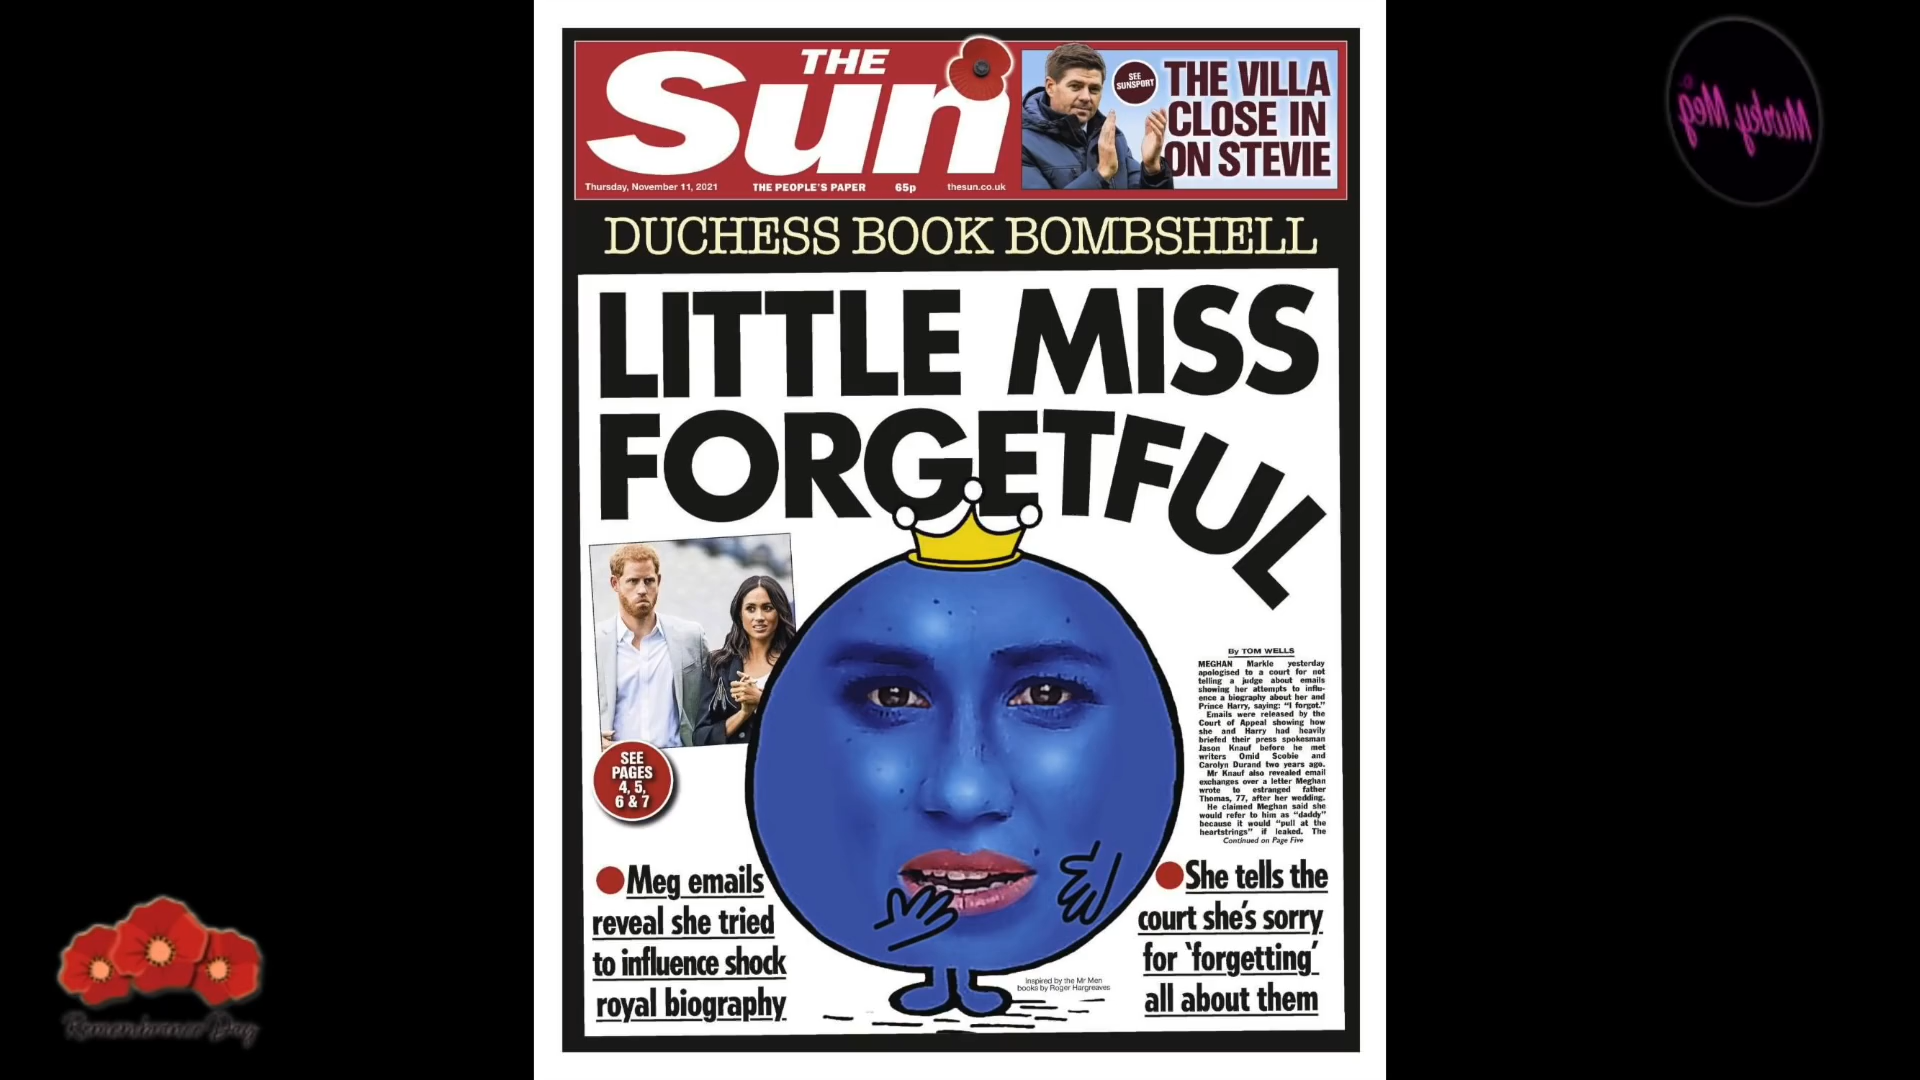 THE
Sun
Thursday, November 11, 2021 THE PEOPLE'S PAPER 65p thesun.co.uk
SEE
SUNSPORT
THE VILLA
CLOSE IN
ON STEVIE
Murky Meg
DUCHESS BOOK BOMBSHELL
LITTLE MISS
FORGETFUL
SEE
PAGES
4, 5,
6 & 7
By TOM WELLS
MEGHAN Markle yesterday
apologised to a court for not
telling a judge about emails
showing her attempts to influ-
ence a biography about her and
Prince Harry, saying: "I forgot."
Emails were released by the
Court of Appeal showing how
she and Harry had heavily
briefed their press spokesman
Jason Knauf before he met
writers Omid Scobie and
Carolyn Durand two years ago.
Mr Knauf also revealed email
exchanges over a letter Meghan
wrote to estranged father
Thomas, 77, after her wedding.
He claimed Meghan said she
would refer to him as "daddy"
because it would "pull at the
heartstrings" if leaked. The
Continued on Page Five
Meg emails
reveal she tried
to influence shock
royal biography
She tells the
court she's sorry
for 'forgetting'
all about them
Inspired by the Mr Men
books by Roger Hargreaves
Remembrance Day